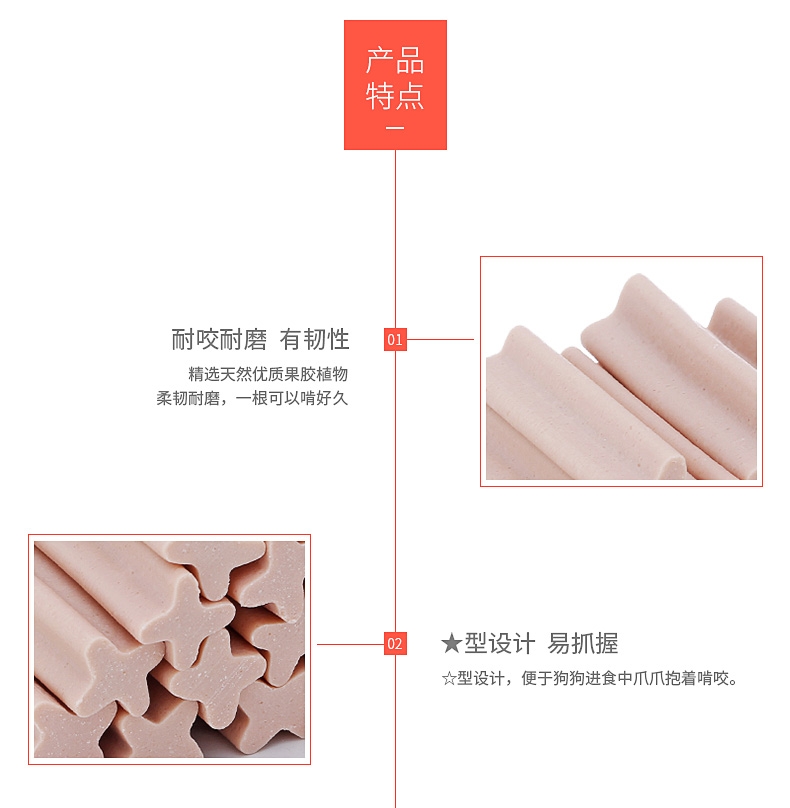 产品
特点
01
耐咬耐磨 有韧性
精选天然优质果胶植物
柔韧耐磨，一根可以啃好久
02
★型设计 易抓握
☆型设计，便于狗狗进食中爪爪抱着啃咬。